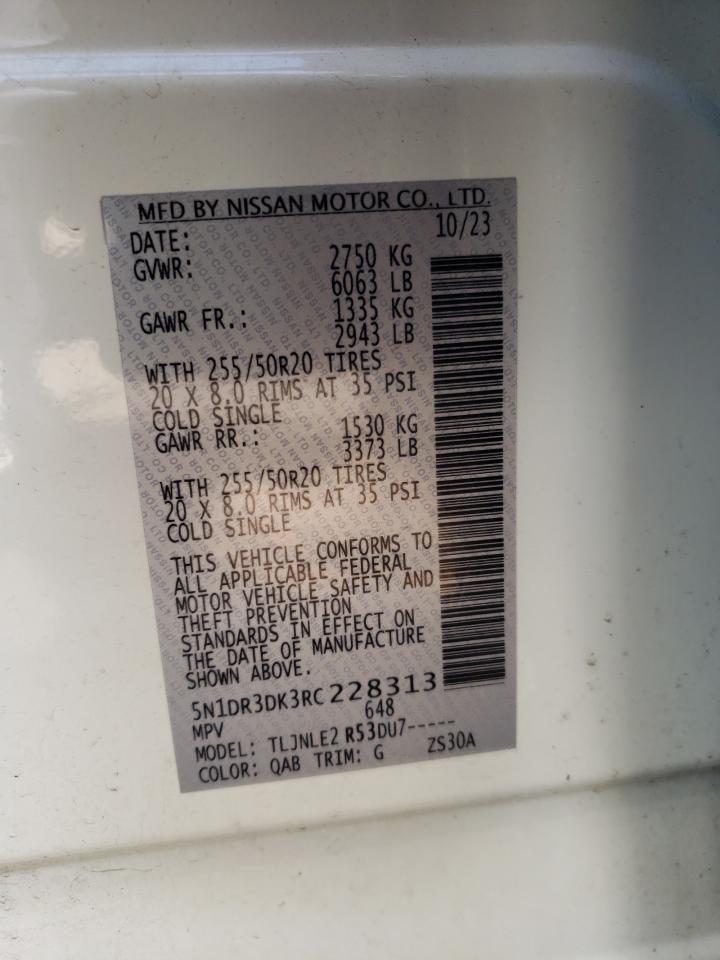 MFD BY NISSAN MOTOR CO., LTD.
DATE: 10/23
GVWR: 2750 KG
6063 LB
GAWR FR.: 1335 KG
2943 LB
WITH 255/50R20 TIRES
20 X 8.0 RIMS AT 35 PSI
COLD SINGLE
GAWR RR.: 1530 KG
3373 LB
WITH 255/50R20 TIRES
20 X 8.0 RIMS AT 35 PSI
COLD SINGLE
THIS VEHICLE CONFORMS TO
ALL APPLICABLE FEDERAL
MOTOR VEHICLE SAFETY AND
THEFT PREVENTION
STANDARDS IN EFFECT ON
THE DATE OF MANUFACTURE
SHOWN ABOVE.
5N1DR3DK3RC228313
MPV 648
MODEL: TLJNLE2 R53DU7-----
COLOR: QAB TRIM: G ZS30A